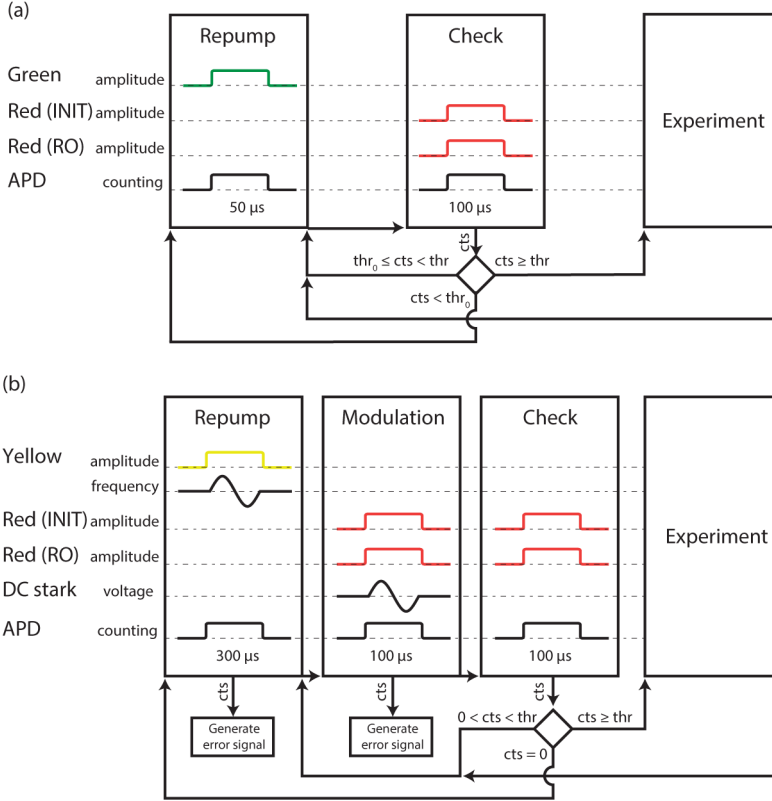 (a)
Repump
Check
Green
amplitude
Red (INIT)
amplitude
Experiment
Red (RO)
amplitude
APD
counting
50 µs
100 µs
cts
thr₀ ≤ cts < thr
cts ≥ thr
cts < thr₀
(b)
Repump
Modulation
Check
Yellow
amplitude
frequency
Red (INIT)
amplitude
Experiment
Red (RO)
amplitude
DC stark
voltage
APD
counting
300 µs
100 µs
100 µs
cts
cts
cts
Generate
error signal
Generate
error signal
0 < cts < thr
cts ≥ thr
cts = 0